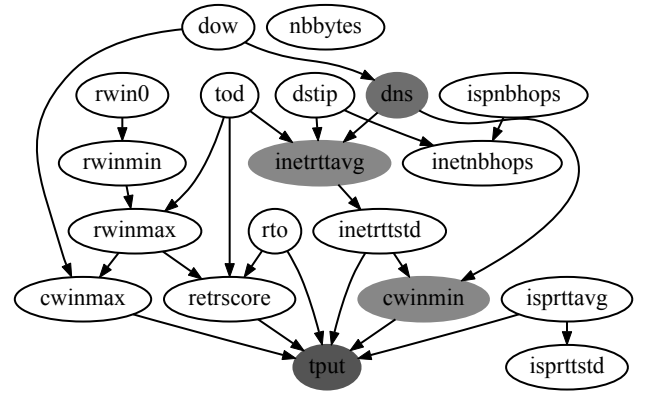 dow
nbbytes
rwin0
tod
dstip
dns
ispnbhops
rwinmin
inetrttavg
inetnbhops
rwinmax
rto
inetrttstd
cwinmax
retrscore
cwinmin
isprttavg
tput
isprttstd